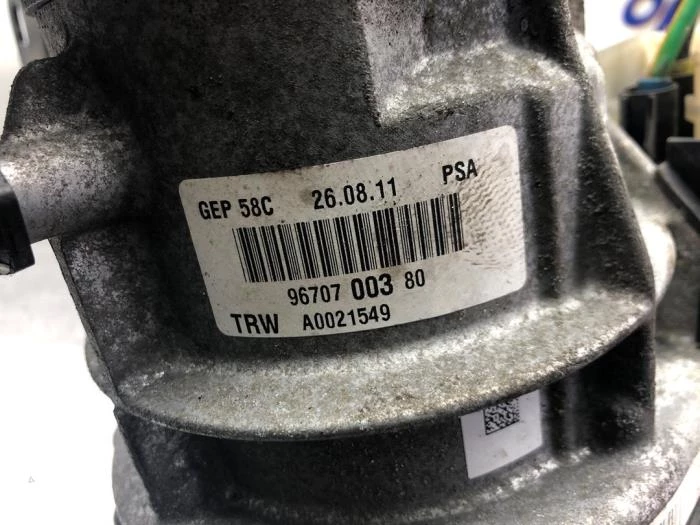 GEP 58C 26.08.11 PSA
96707 003 80
TRW A0021549